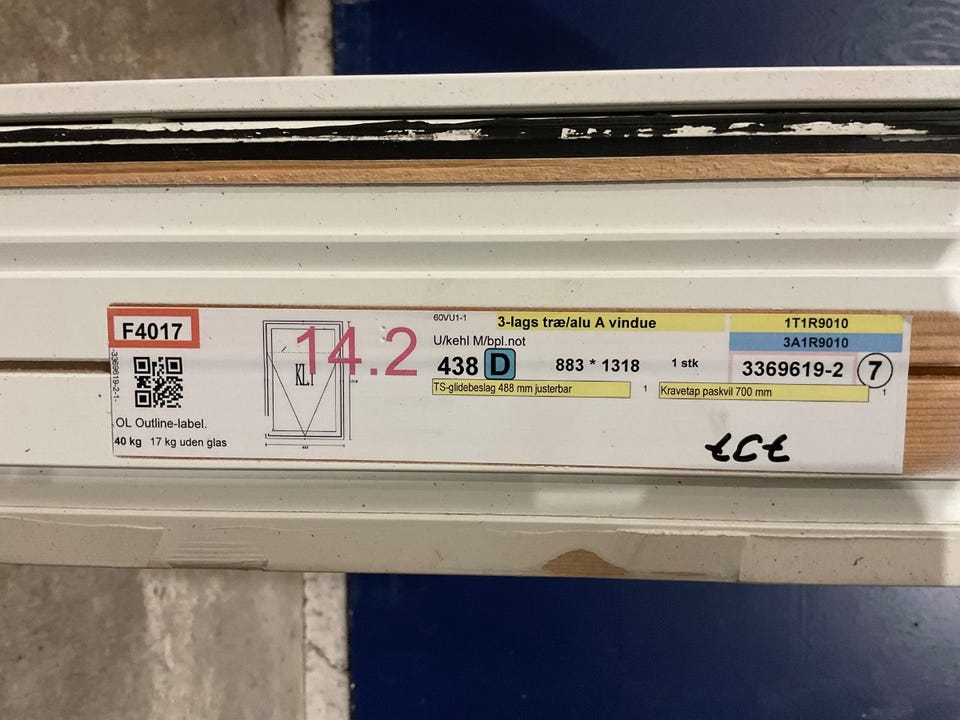 F4017
3369619-2-1-
OL Outline-label.
40 kg 17 kg uden glas
KL1
14.2
60VU1-1
3-lags træ/alu A vindue
U/kehl M/bpl.not
438 D 883 * 1318 1 stk
TS-glidebeslag 488 mm justerbar 1
Kravetap paskvil 700 mm 1
1T1R9010
3A1R9010
3369619-2 7